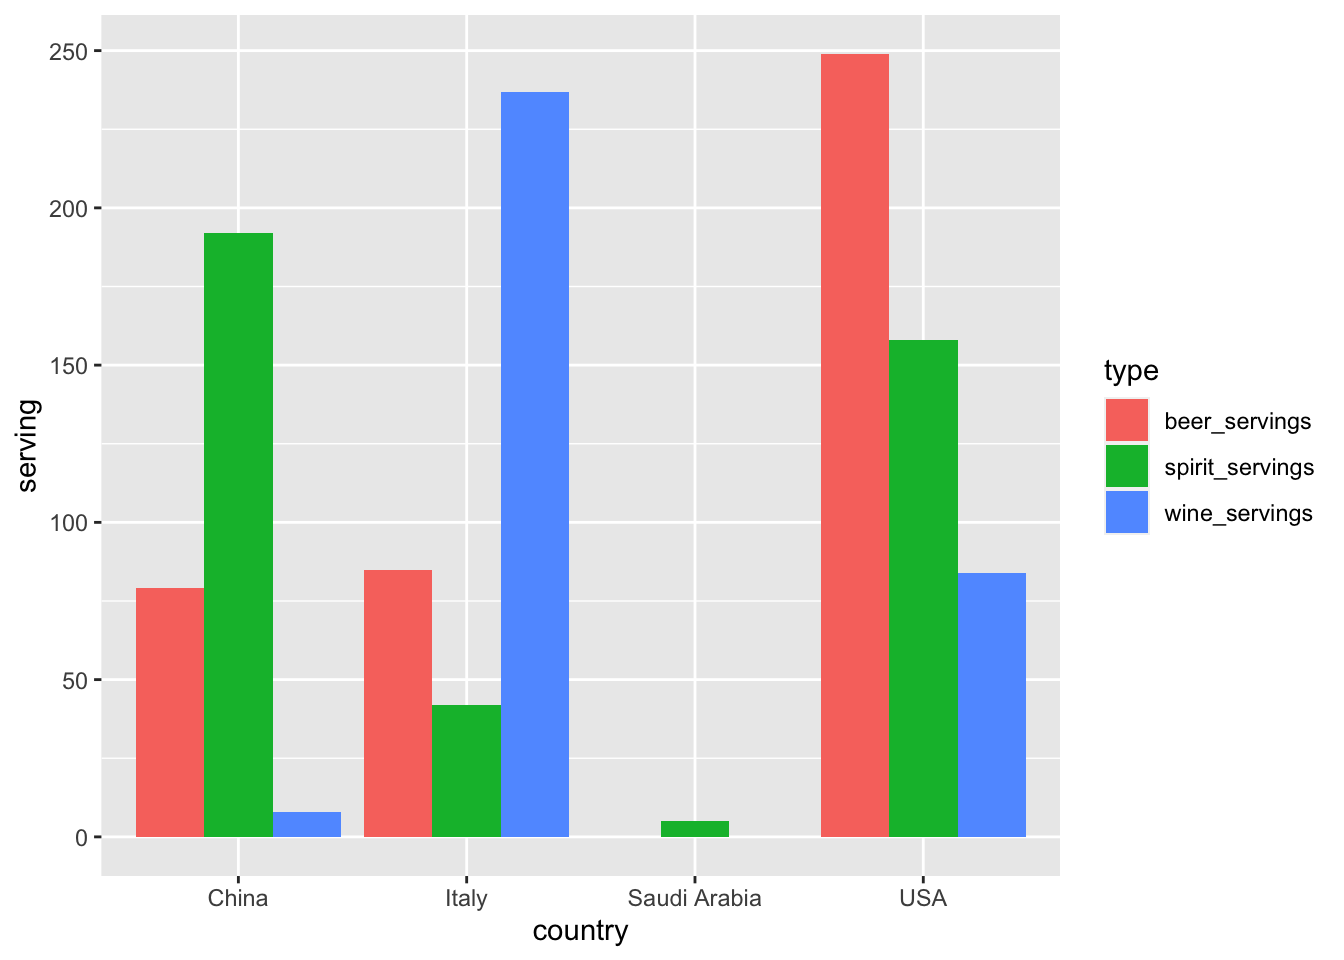 250
200
150
100
50
0
serving
China Italy Saudi Arabia USA
country
type
beer_servings
spirit_servings
wine_servings